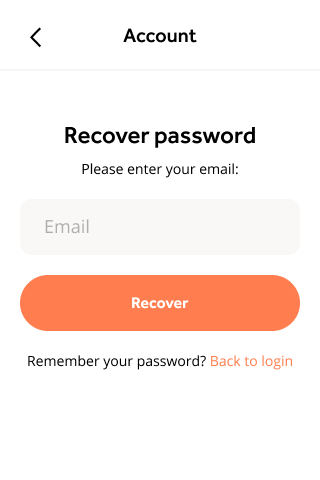 Account
Recover password
Please enter your email:
Email
Recover
Remember your password? Back to login